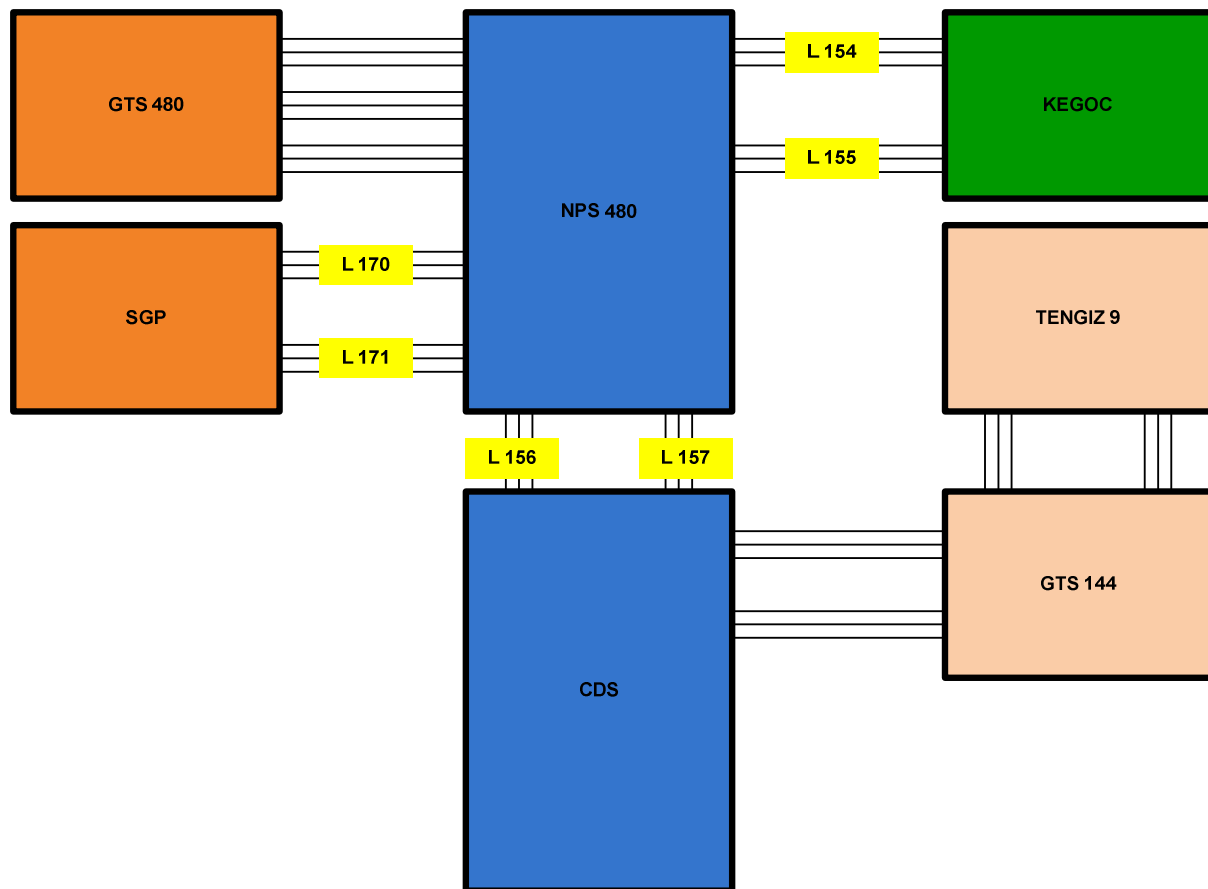 GTS 480
NPS 480
L 154
KEGOC
L 155
SGP
L 170
L 171
TENGIZ 9
L 156
L 157
CDS
GTS 144